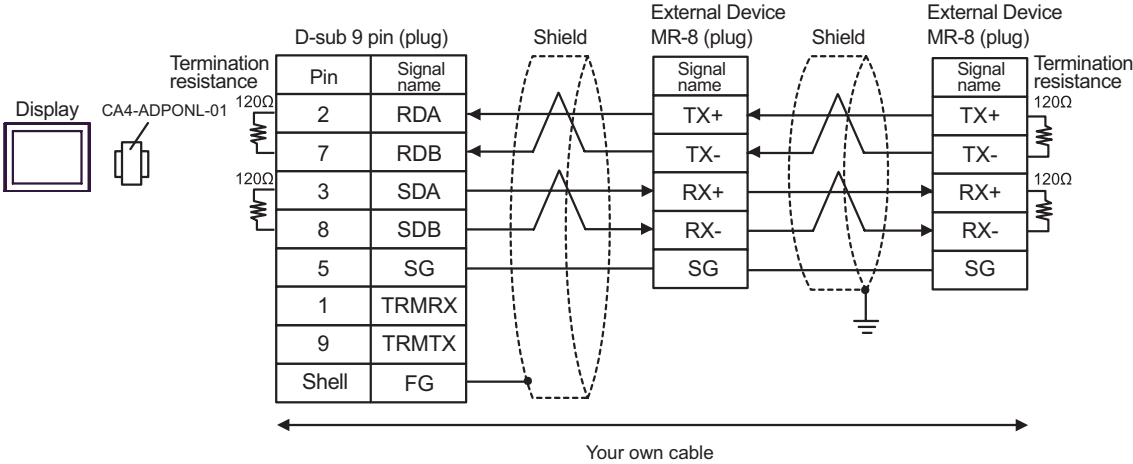 External Device
MR-8 (plug)
External Device
MR-8 (plug)
D-sub 9 pin (plug)
Shield
Shield
Termination
resistance
Termination
resistance
Pin
Signal
name
Signal
name
Signal
name
Display
CA4-ADPONL-01
120Ω
2
RDA
TX+
TX+
120Ω
7
RDB
TX-
TX-
120Ω
3
SDA
RX+
RX+
120Ω
8
SDB
RX-
RX-
5
SG
SG
SG
1
TRMRX
9
TRMTX
Shell
FG
Your own cable